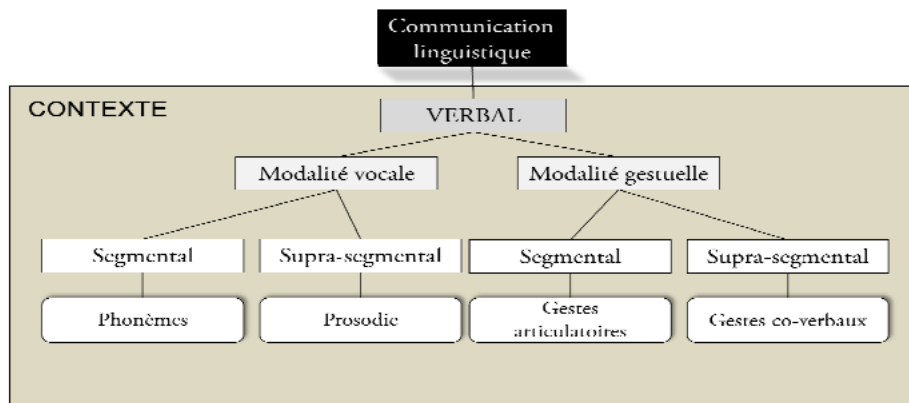 Communication
linguistique
CONTEXTE
VERBAL
Modalité vocale
Modalité gestuelle
Segmental
Supra-segmental
Segmental
Supra-segmental
Phonèmes
Prosodie
Gestes
articulatoires
Gestes co-verbaux